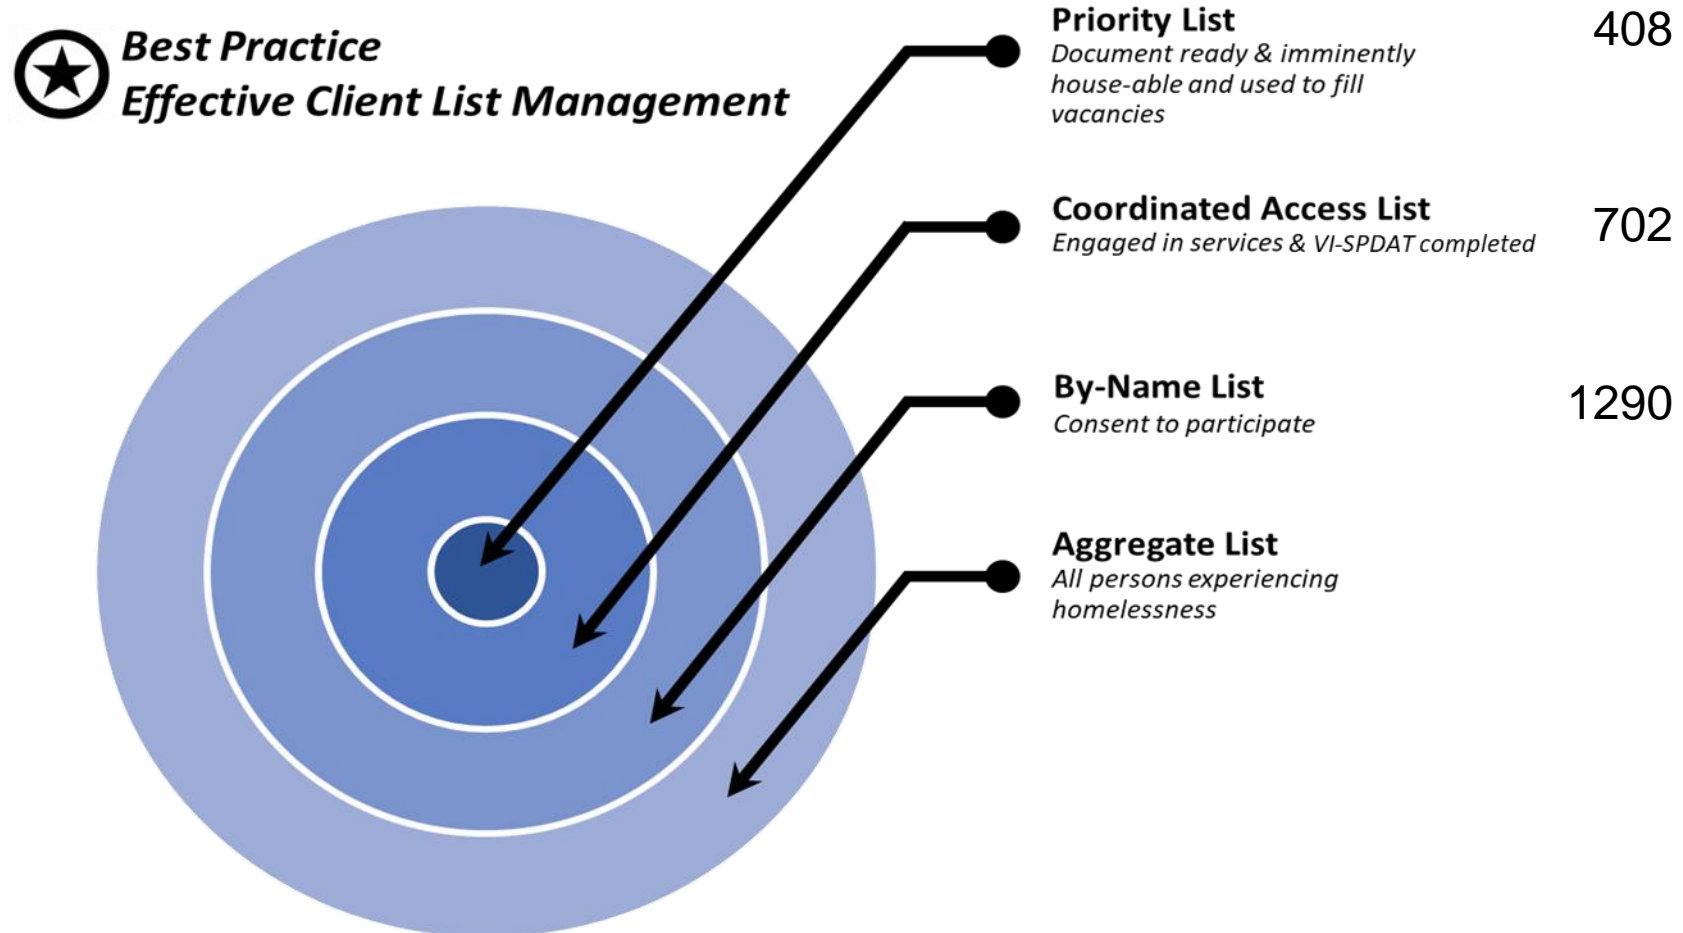 Best Practice
Effective Client List Management
Priority List
408
Document ready & imminently
house-able and used to fill
vacancies
Coordinated Access List
702
Engaged in services & VI-SPDAT completed
By-Name List
1290
Consent to participate
Aggregate List
All persons experiencing
homelessness